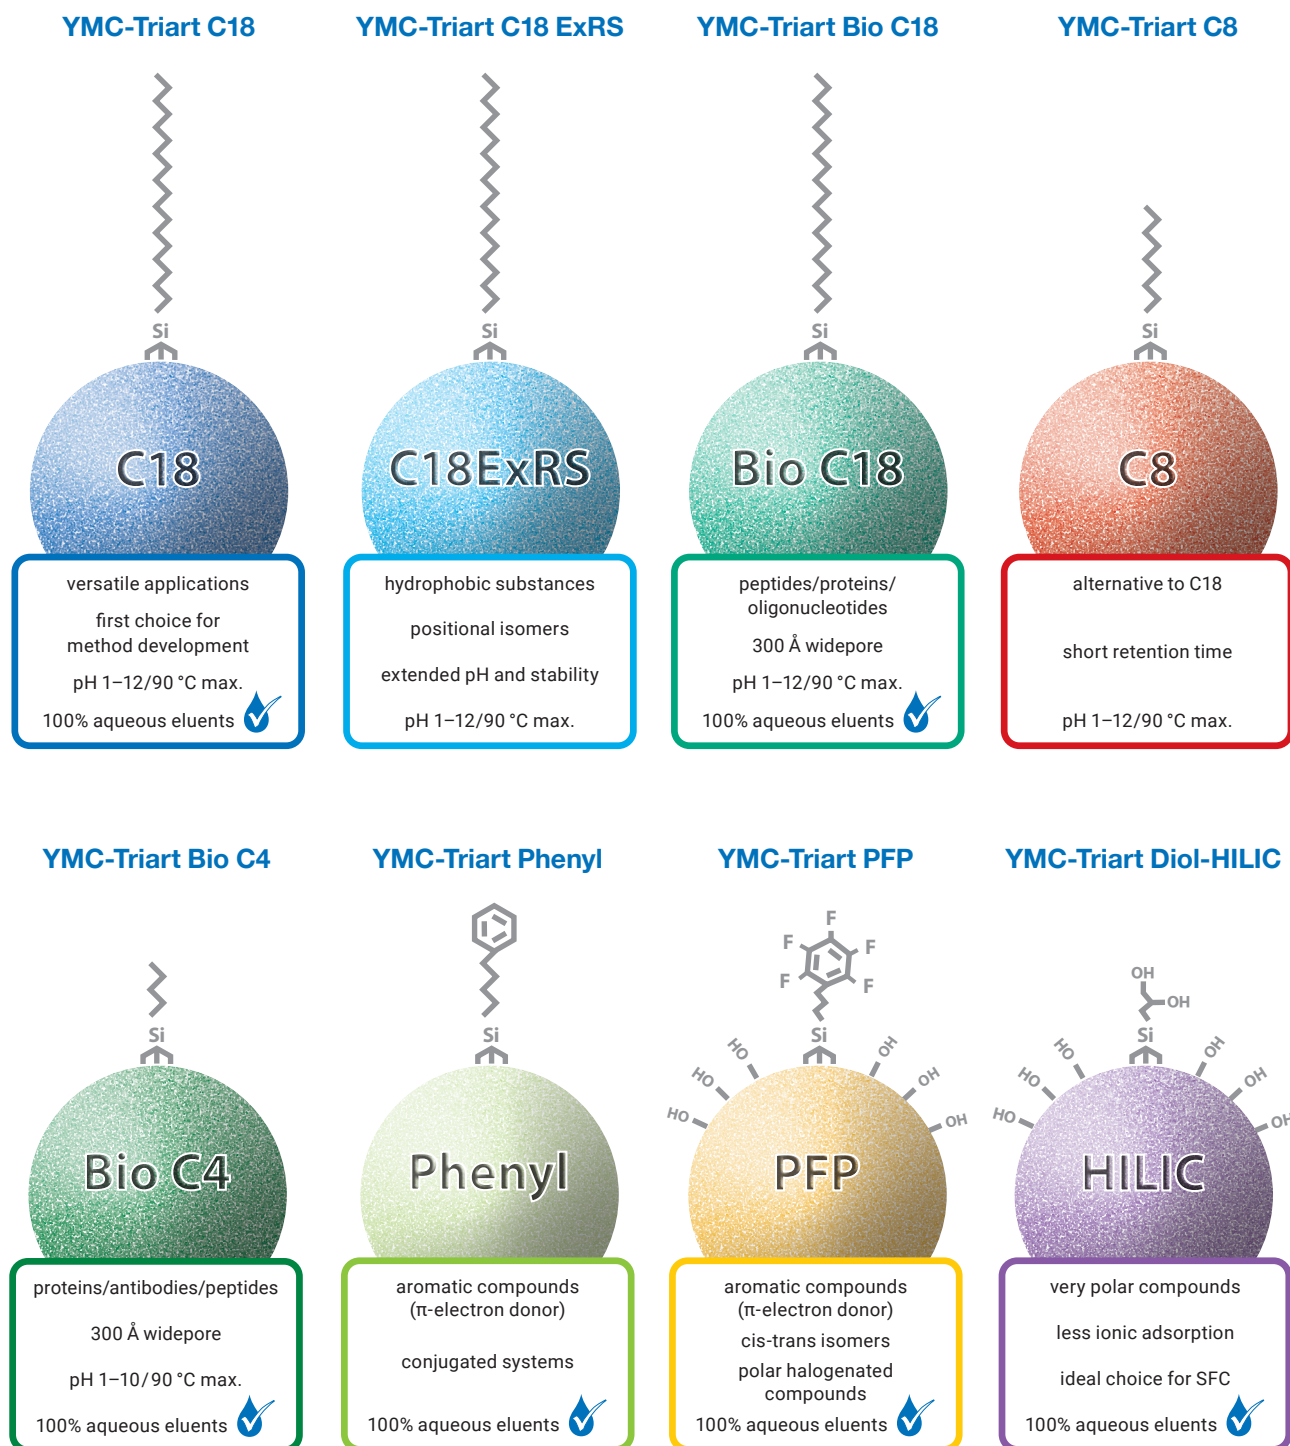 YMC-Triart C18
YMC-Triart C18 ExRS
YMC-Triart Bio C18
YMC-Triart C8
Si
Si
Si
Si
C18
C18ExRS
Bio C18
C8
versatile applications
first choice for
method development
pH 1–12/90 °C max.
100% aqueous eluents
hydrophobic substances
positional isomers
extended pH and stability
pH 1–12/90 °C max.
peptides/proteins/
oligonucleotides
300 Å widepore
pH 1–12/90 °C max.
100% aqueous eluents
alternative to C18
short retention time
pH 1–12/90 °C max.
YMC-Triart Bio C4
YMC-Triart Phenyl
YMC-Triart PFP
YMC-Triart Diol-HILIC
Si
Si
F
F
F
F
F
Si
HO
HO
HO
OH
OH
OH
OH
OH
Si
HO
HO
HO
OH
OH
OH
Bio C4
Phenyl
PFP
HILIC
proteins/antibodies/peptides
300 Å widepore
pH 1–10/90 °C max.
100% aqueous eluents
aromatic compounds
(π-electron donor)
conjugated systems
100% aqueous eluents
aromatic compounds
(π-electron donor)
cis-trans isomers
polar halogenated
compounds
100% aqueous eluents
very polar compounds
less ionic adsorption
ideal choice for SFC
100% aqueous eluents